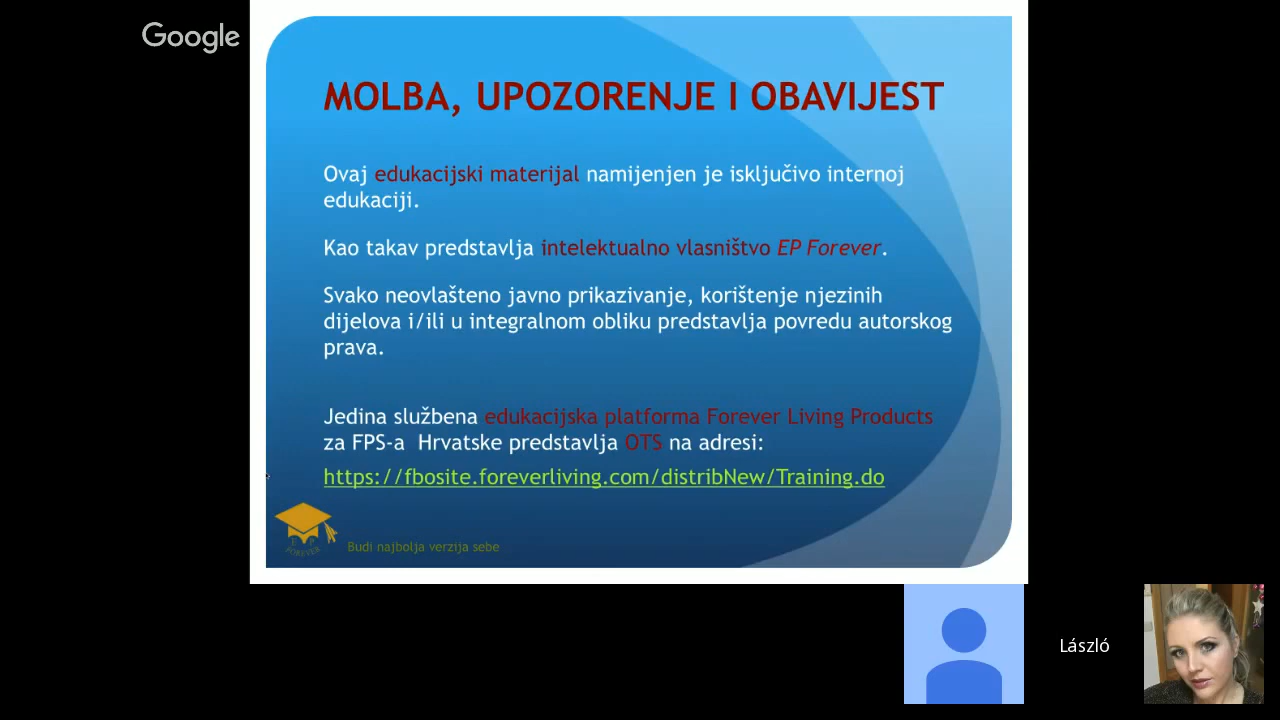 Google
MOLBA, UPOZORENJE I OBAVIJEST
Ovaj edukacijski materijal namijenjen je isključivo internoj
edukaciji.
Kao takav predstavlja intelektualno vlasništvo EP Forever.
Svako neovlašteno javno prikazivanje, korištenje njezinih
dijelova i/ili u integralnom obliku predstavlja povredu autorskog
prava.
Jedina službena edukacijska platforma Forever Living Products
za FPS-a Hrvatske predstavlja OTS na adresi:
https://fbosite.foreverliving.com/distribNew/Training.do
FOREVER
Budi najbolja verzija sebe
László